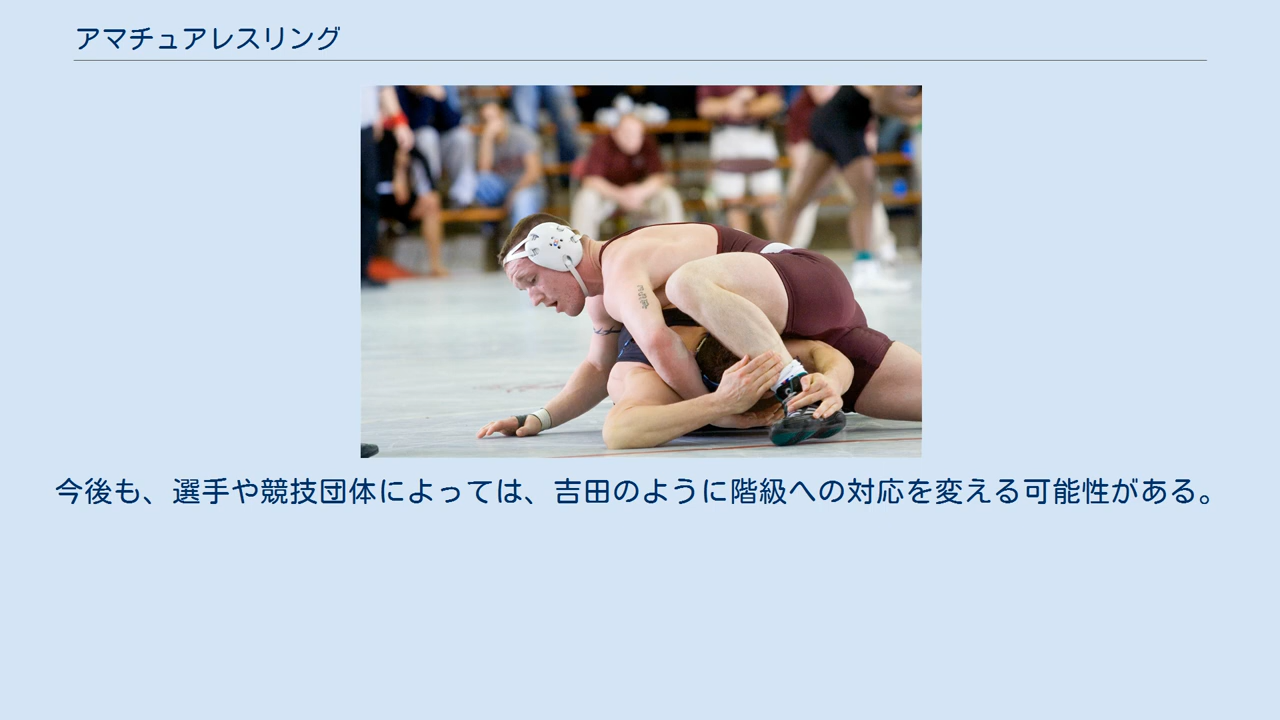 アマチュアレスリング
今後も、選手や競技団体によっては、吉田のように階級への対応を変える可能性がある。